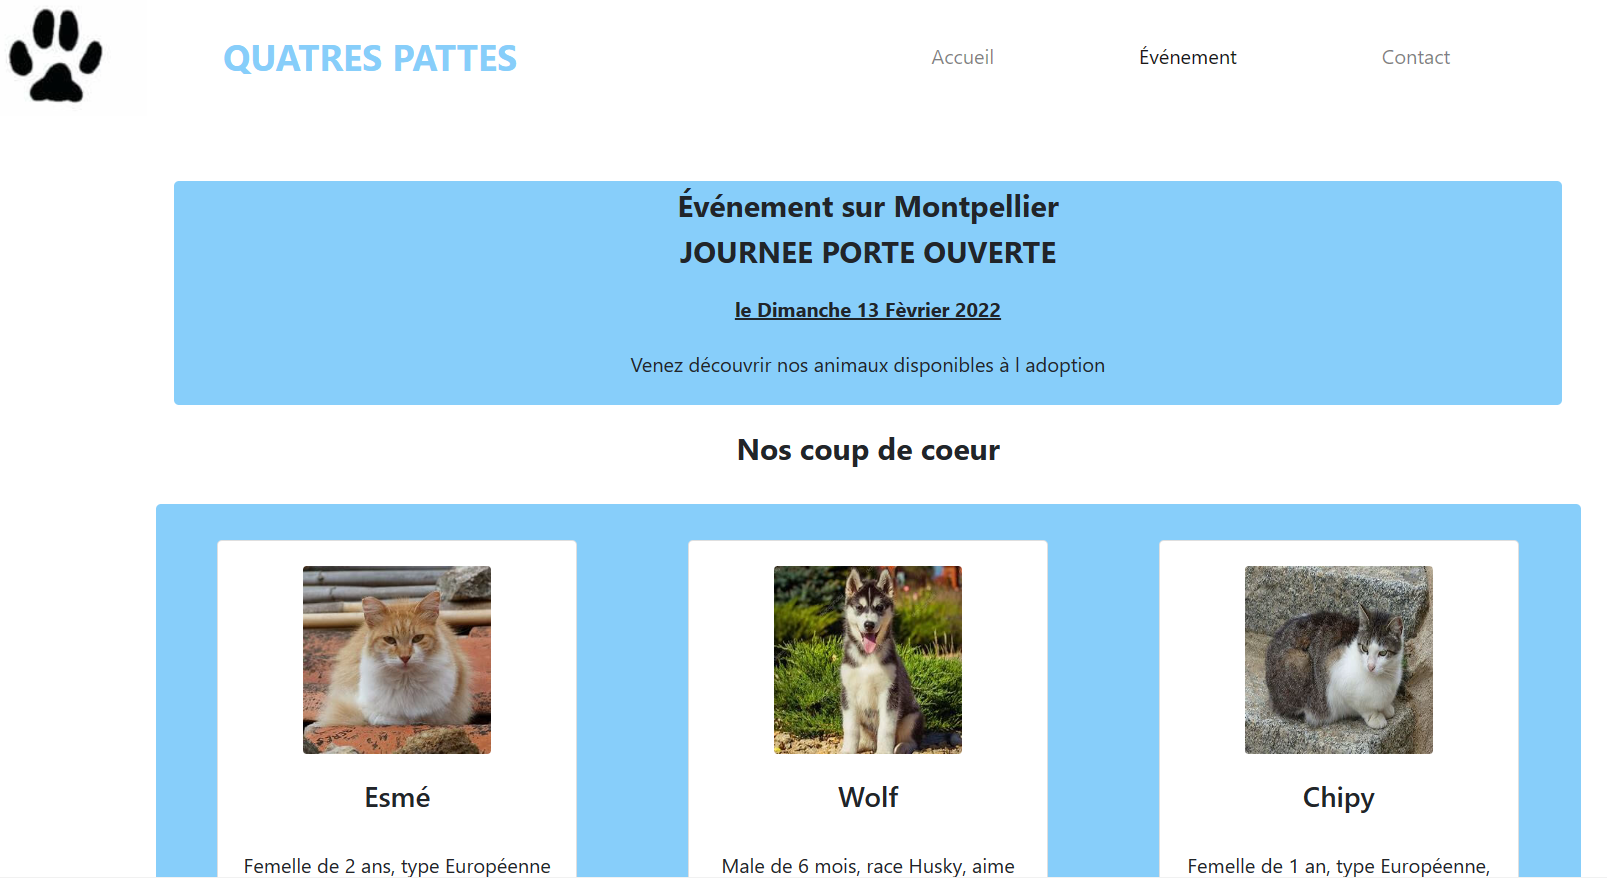 QUATRES PATTES
Accueil
Événement
Contact
Événement sur Montpellier
JOURNEE PORTE OUVERTE
le Dimanche 13 Fèvrier 2022
Venez découvrir nos animaux disponibles à l adoption
Nos coup de coeur
Esmé
Femelle de 2 ans, type Européenne
Wolf
Male de 6 mois, race Husky, aime
Chipy
Femelle de 1 an, type Européenne,